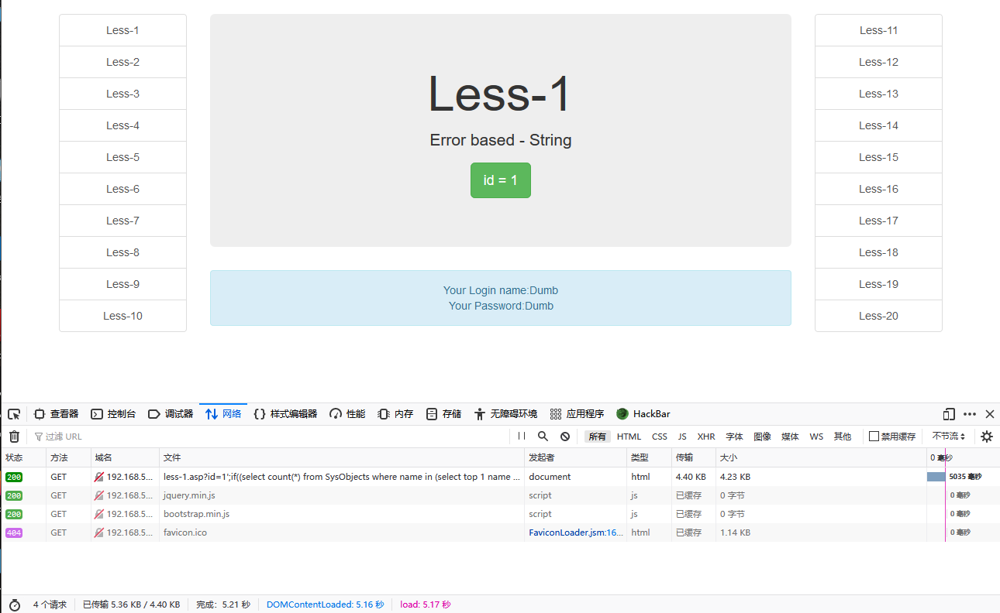 Less-1
Less-2
Less-3
Less-4
Less-5
Less-6
Less-7
Less-8
Less-9
Less-10
Less-1
Error based - String
id = 1
Your Login name:Dumb
Your Password:Dumb
Less-11
Less-12
Less-13
Less-14
Less-15
Less-16
Less-17
Less-18
Less-19
Less-20
查看器 控制台 调试器 网络 样式编辑器 性能 内存 存储 无障碍环境 应用程序 HackBar
过滤 URL 所有 HTML CSS JS XHR 字体 图像 媒体 WS 其他 禁用缓存 不节流
状态 方法 域名 文件 发起者 类型 传输 大小 0 毫秒
200 GET 192.168.5... less-1.asp?id=1';if((select count(*) from SysObjects where name in (select top 1 name ... document html 4.40 KB 4.23 KB 5035 毫秒
200 GET 192.168.5... jquery.min.js script js 已缓存 0 字节 0 毫秒
200 GET 192.168.5... bootstrap.min.js script js 已缓存 0 字节 0 毫秒
404 GET 192.168.5... favicon.ico FaviconLoader.jsm:16... html 已缓存 1.14 KB 0 毫秒
4 个请求 已传输 5.36 KB / 4.40 KB 完成：5.21 秒 DOMContentLoaded: 5.16 秒 load: 5.17 秒